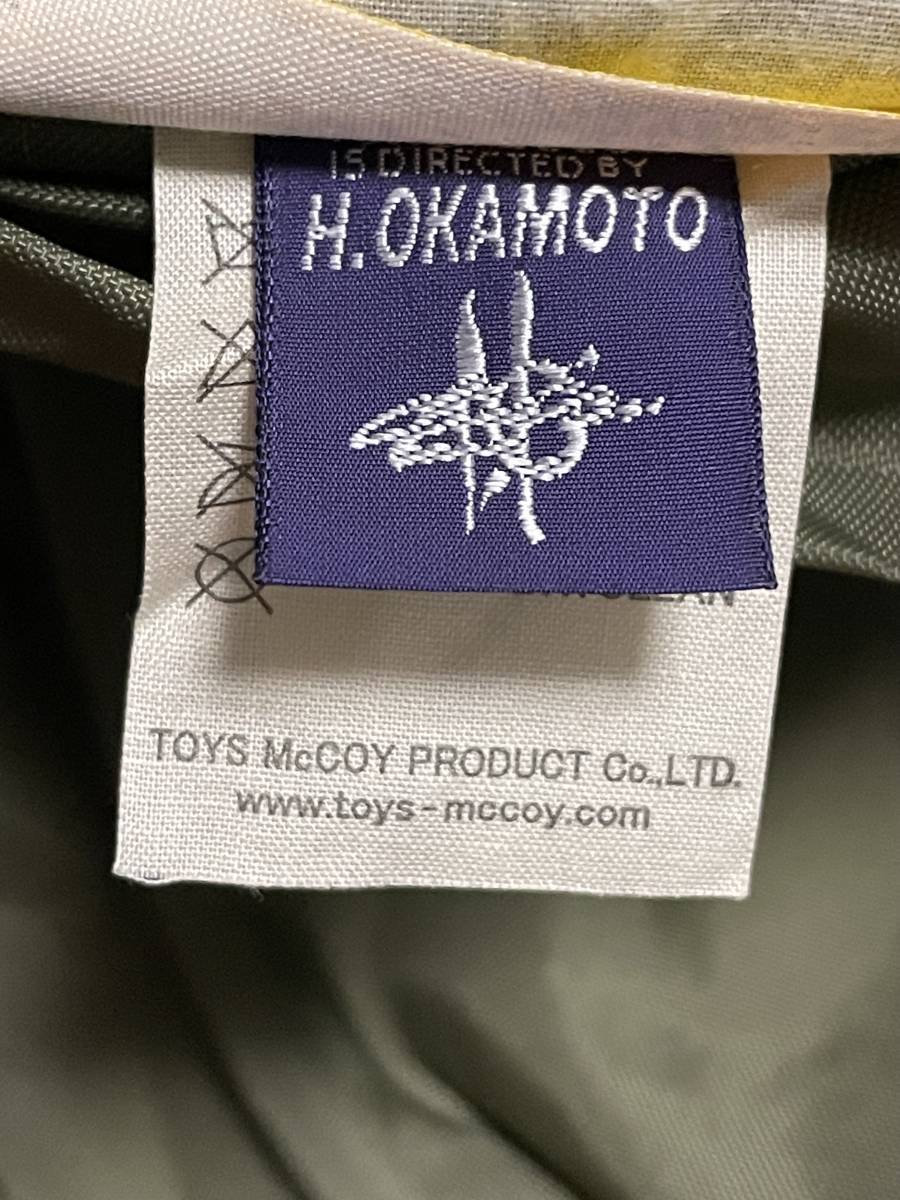 IS DIRECTED BY
H.OKAMOTO
TOYS McCOY PRODUCT Co.,LTD.
www.toys-mccoy.com